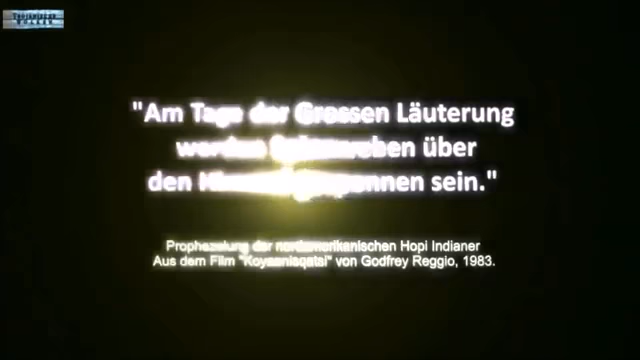 "Am Tage der Grossen Läuterung
werden über
den sein."
Prophezeiung der nordamerikanischen Hopi Indianer
Aus dem Film "Koyaanisqatsi" von Godfrey Reggio, 1983.